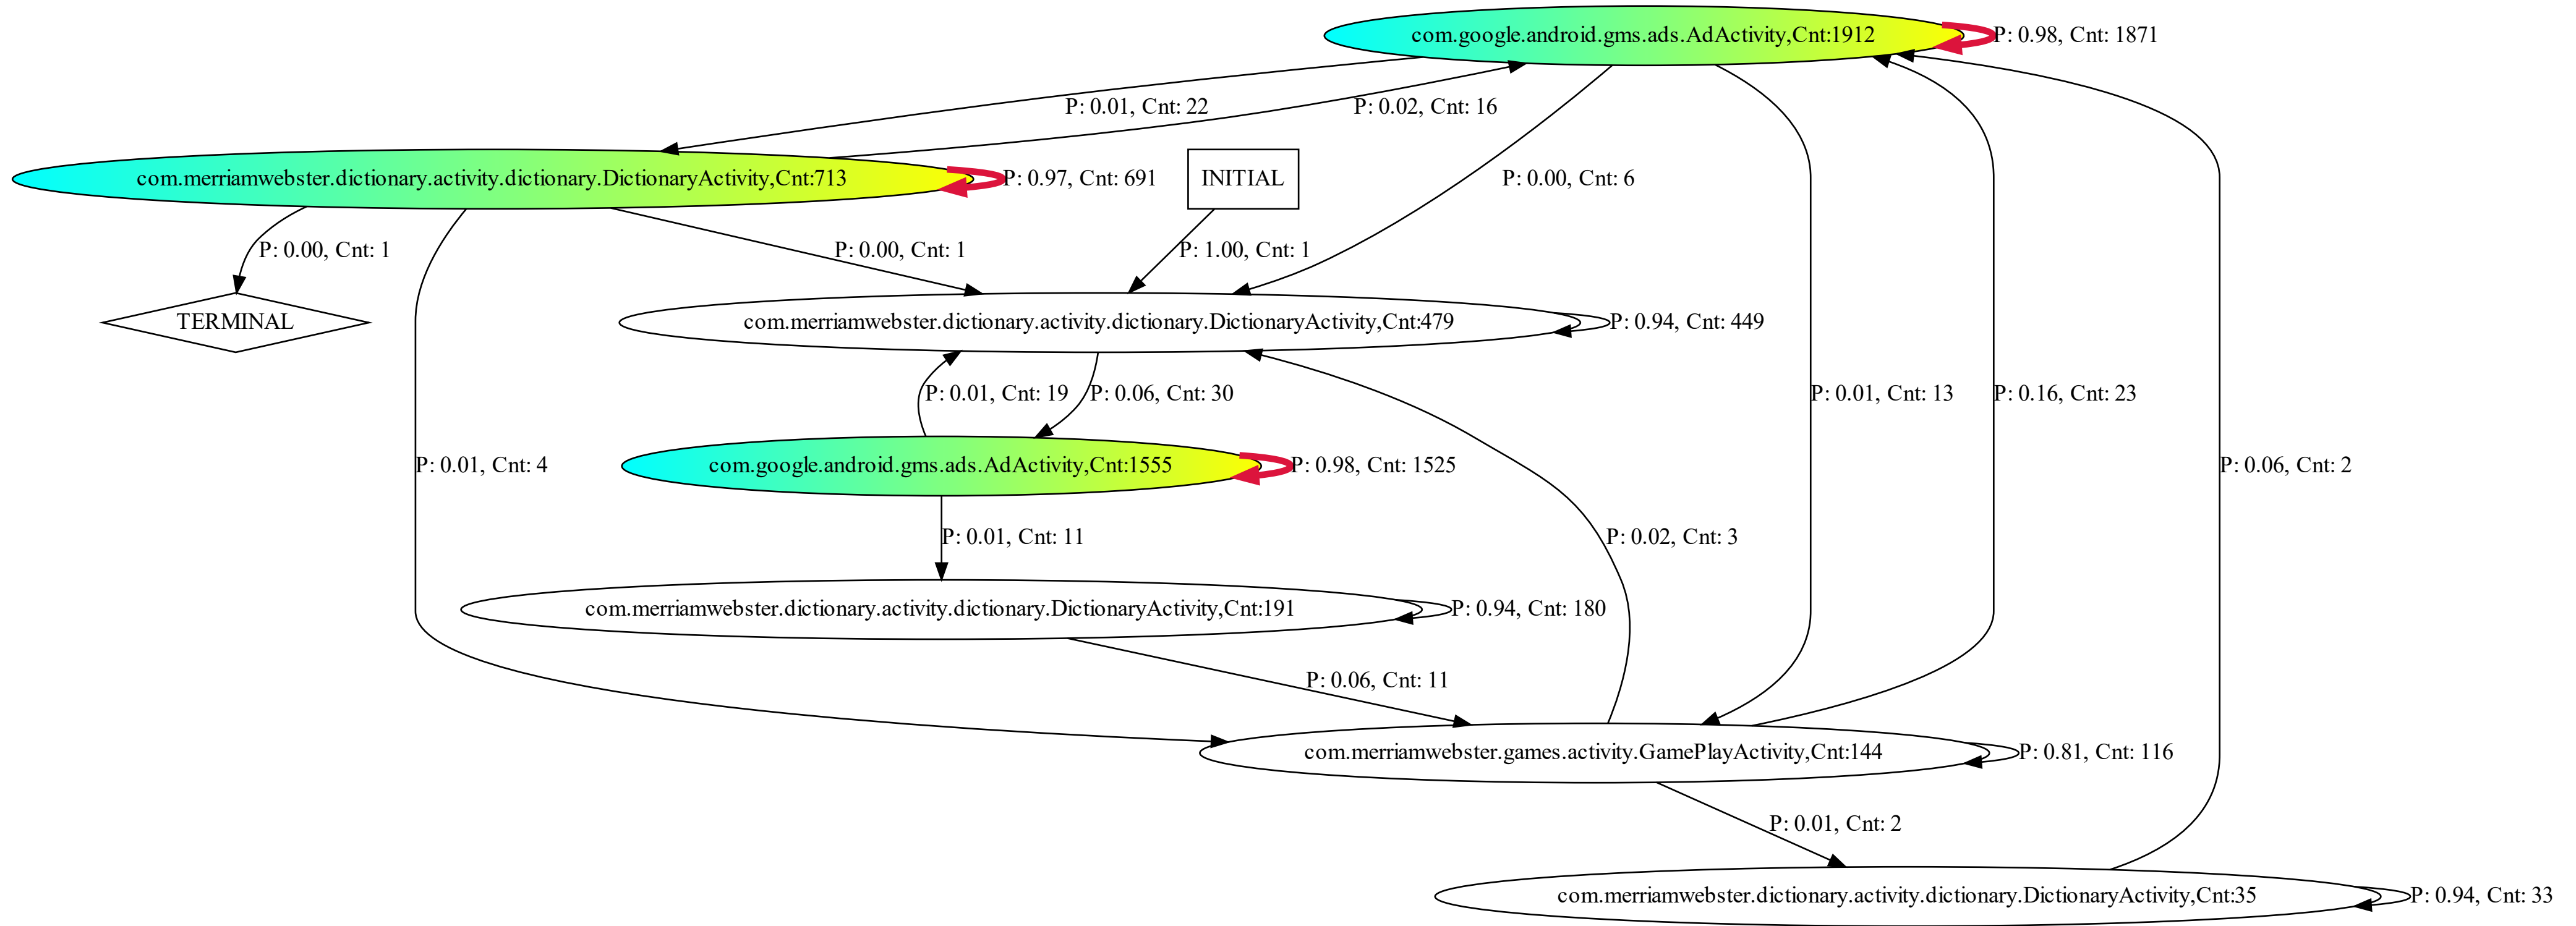 com.google.android.gms.ads.AdActivity,Cnt:1912
P: 0.98, Cnt: 1871
P: 0.01, Cnt: 22
P: 0.02, Cnt: 16
com.merriamwebster.dictionary.activity.dictionary.DictionaryActivity,Cnt:713
P: 0.97, Cnt: 691
INITIAL
P: 0.00, Cnt: 6
P: 0.00, Cnt: 1
P: 0.00, Cnt: 1
P: 1.00, Cnt: 1
TERMINAL
com.merriamwebster.dictionary.activity.dictionary.DictionaryActivity,Cnt:479
P: 0.94, Cnt: 449
P: 0.01, Cnt: 19
P: 0.06, Cnt: 30
P: 0.01, Cnt: 13
P: 0.16, Cnt: 23
P: 0.01, Cnt: 4
com.google.android.gms.ads.AdActivity,Cnt:1555
P: 0.98, Cnt: 1525
P: 0.06, Cnt: 2
P: 0.01, Cnt: 11
P: 0.02, Cnt: 3
com.merriamwebster.dictionary.activity.dictionary.DictionaryActivity,Cnt:191
P: 0.94, Cnt: 180
P: 0.06, Cnt: 11
com.merriamwebster.games.activity.GamePlayActivity,Cnt:144
P: 0.81, Cnt: 116
P: 0.01, Cnt: 2
com.merriamwebster.dictionary.activity.dictionary.DictionaryActivity,Cnt:35
P: 0.94, Cnt: 33